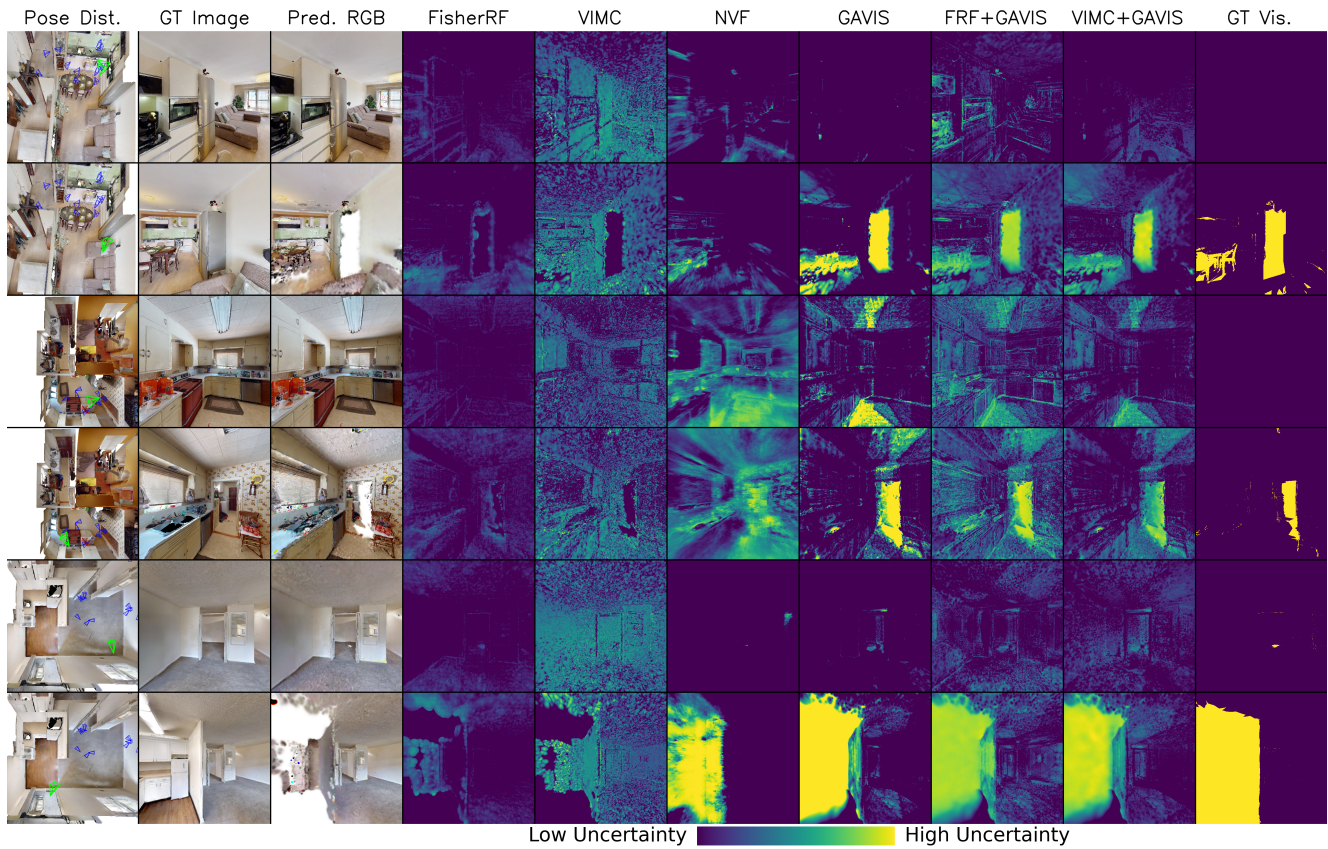 Pose Dist. GT Image Pred. RGB FisherRF VIMC NVF GAVIS FRF+GAVIS VIMC+GAVIS GT Vis.
Low Uncertainty High Uncertainty